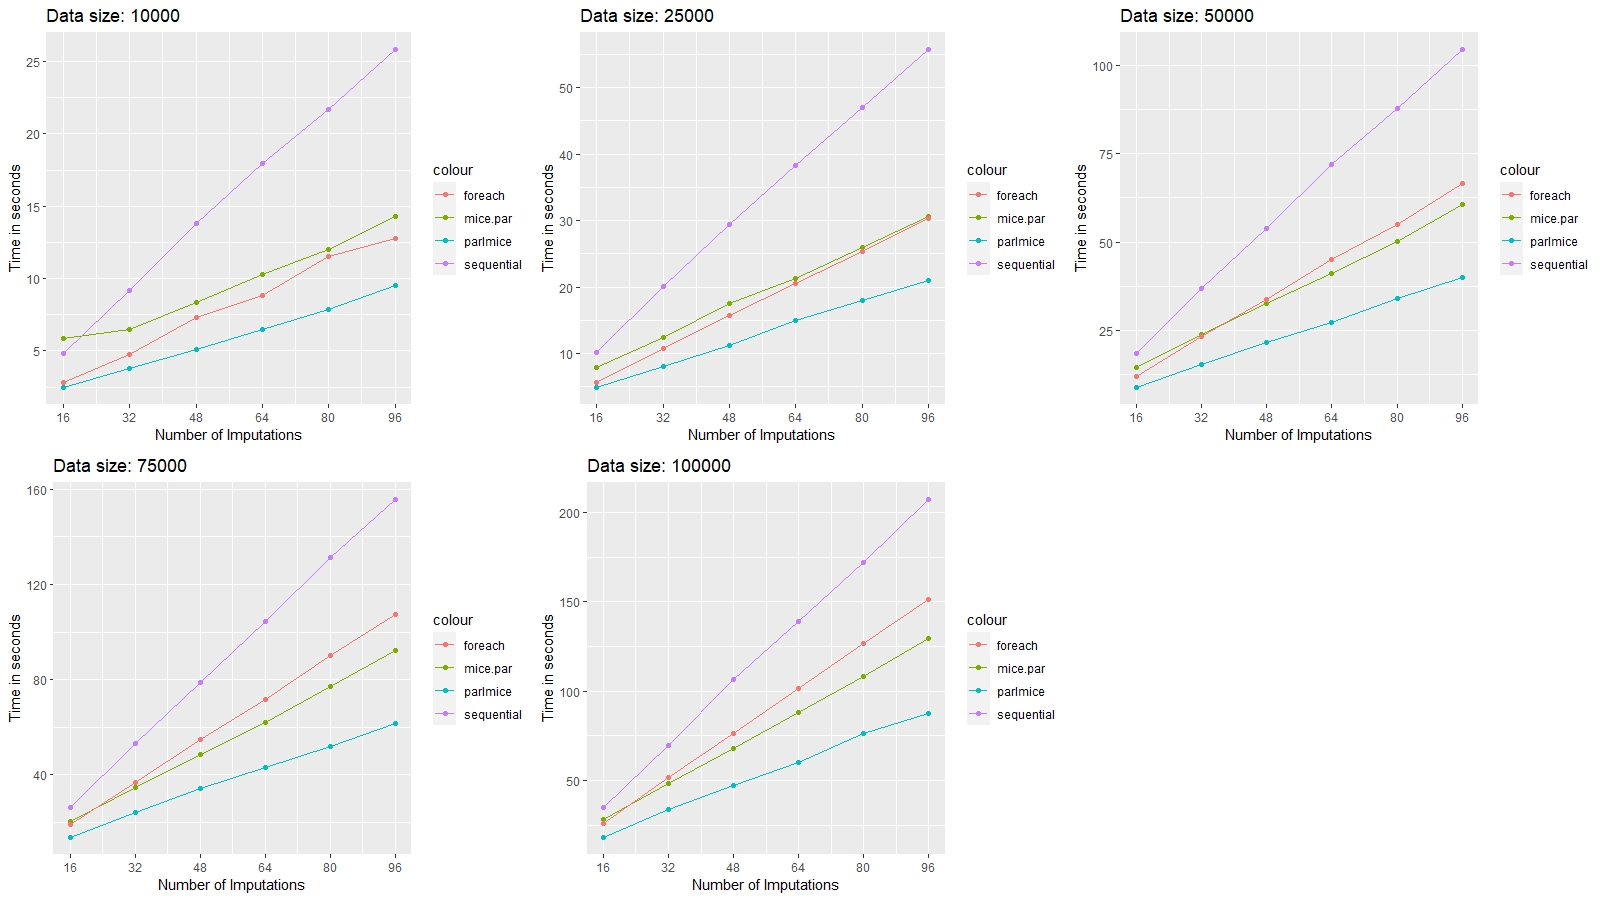 Data size: 10000
25
20
15
10
5
Time in seconds
16 32 48 64 80 96
Number of Imputations
colour
foreach
mice.par
parlmice
sequential
Data size: 25000
50
40
30
20
10
Time in seconds
16 32 48 64 80 96
Number of Imputations
colour
foreach
mice.par
parlmice
sequential
Data size: 50000
100
75
50
25
Time in seconds
16 32 48 64 80 96
Number of Imputations
colour
foreach
mice.par
parlmice
sequential
Data size: 75000
160
120
80
40
Time in seconds
16 32 48 64 80 96
Number of Imputations
colour
foreach
mice.par
parlmice
sequential
Data size: 100000
200
150
100
50
Time in seconds
16 32 48 64 80 96
Number of Imputations
colour
foreach
mice.par
parlmice
sequential